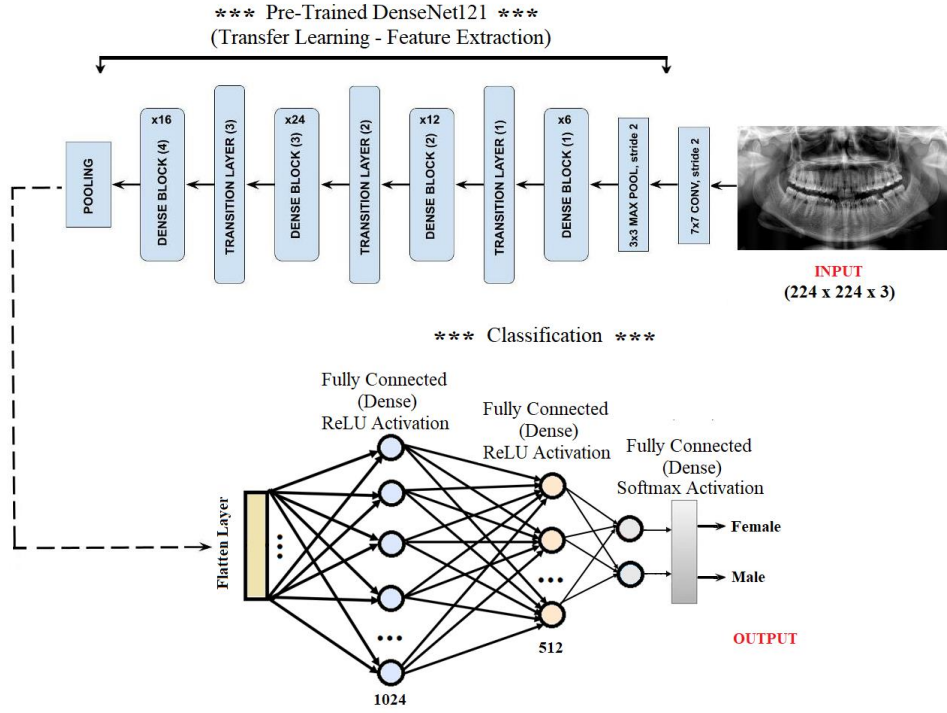 *** Pre-Trained DenseNet121 ***
(Transfer Learning - Feature Extraction)
POOLING
x16
DENSE BLOCK (4)
TRANSITION LAYER (3)
x24
DENSE BLOCK (3)
TRANSITION LAYER (2)
x12
DENSE BLOCK (2)
TRANSITION LAYER (1)
x6
DENSE BLOCK (1)
3x3 MAX POOL, stride 2
7x7 CONV, stride 2
INPUT
(224 x 224 x 3)
*** Classification ***
Flatten Layer
Fully Connected
(Dense)
ReLU Activation
1024
Fully Connected
(Dense)
ReLU Activation
512
Fully Connected
(Dense)
Softmax Activation
Female
Male
OUTPUT